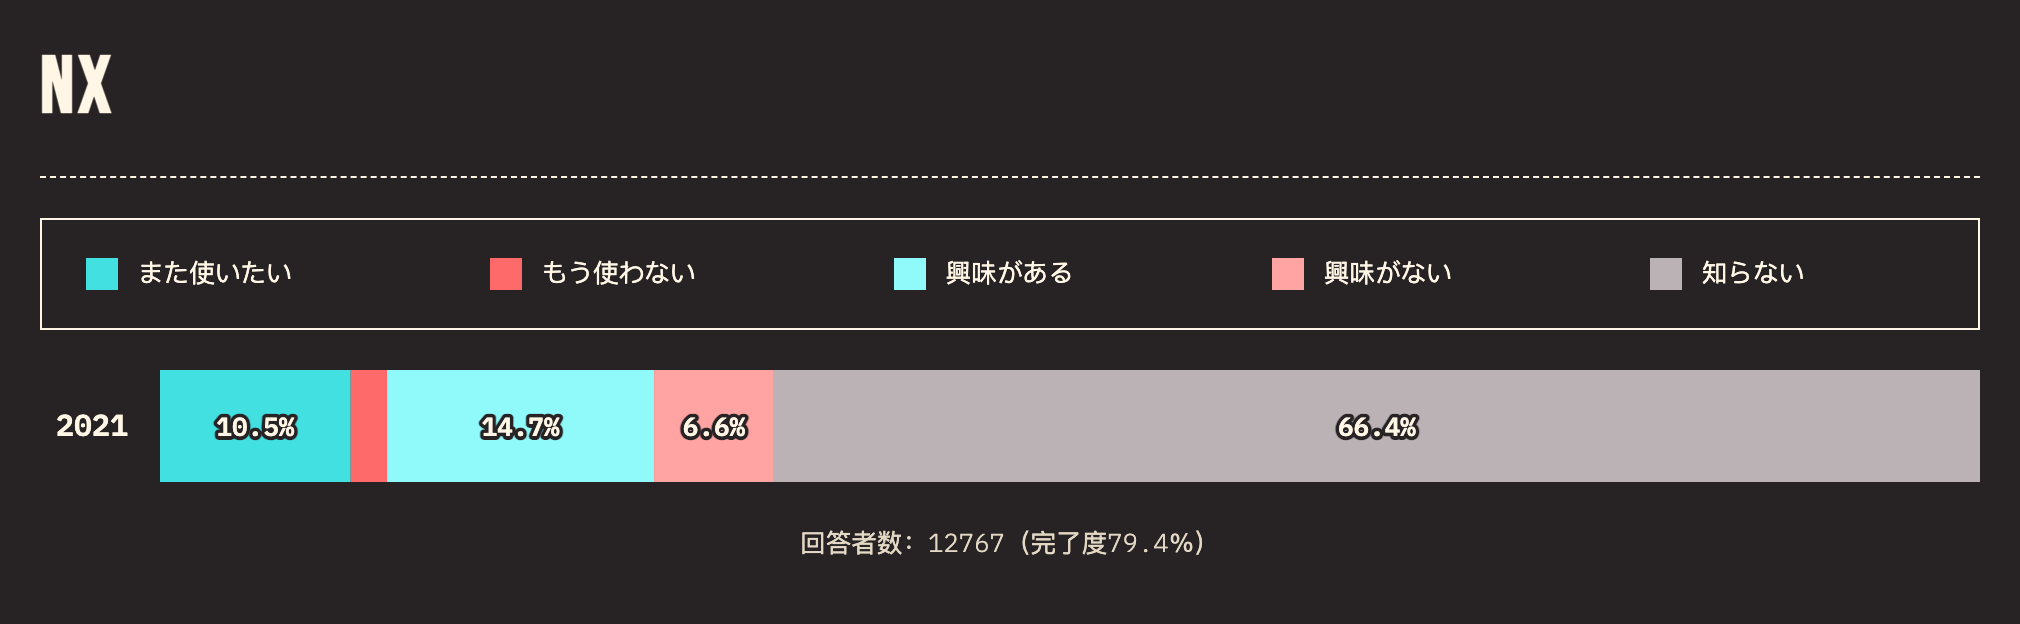 NX
また使いたい もう使わない 興味がある 興味がない 知らない
2021 10.5% 14.7% 6.6% 66.4%
回答者数: 12767 (完了度79.4%)